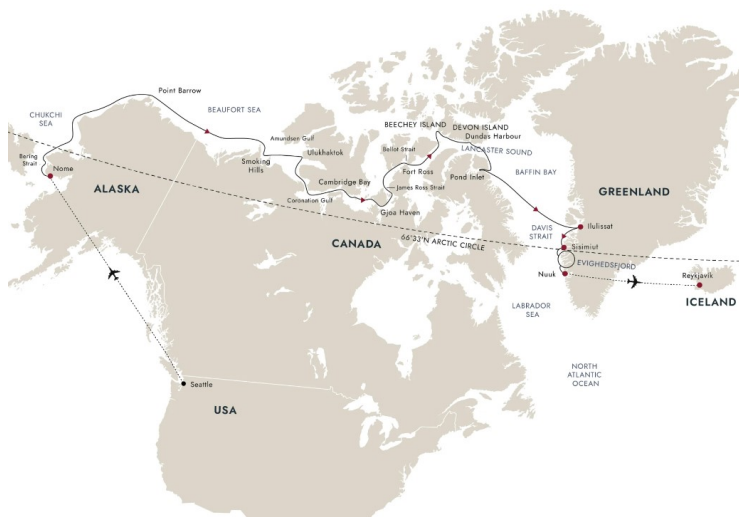 Point Barrow
CHUKCHI
SEA
BEAUFORT SEA
BEECHEY ISLAND
DEVON ISLAND
Dundas Harbour
Amundsen Gulf
Ulukhaktok
Bellot Strait
LANCASTER SOUND
Bering
Strait
Nome
Smoking
Hills
Fort Ross
Pond Inlet
BAFFIN BAY
ALASKA
Cambridge Bay
James Ross Strait
GREENLAND
Coronation Gulf
Gjoa Haven
DAVIS
STRAIT
Ilulissat
CANADA
66°33'N ARCTIC CIRCLE
Sisimiut
EVIGHEDSFJORD
Nuuk
Reykjavík
LABRADOR
SEA
ICELAND
NORTH
ATLANTIC
OCEAN
Seattle
USA